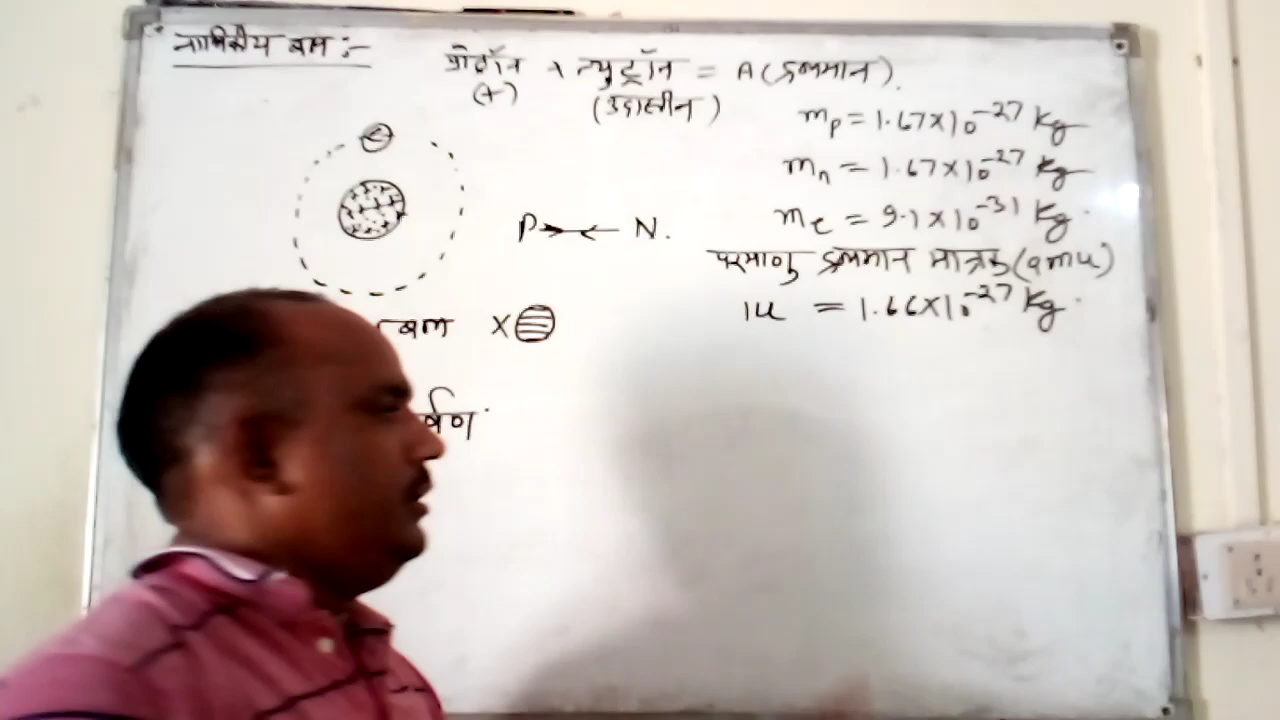 नाभिकीय बल :-
प्रोटॉन + न्युट्रॉन = A (द्रव्यमान).
(+) (उदासीन)
mp = 1.67×10⁻²⁷ Kg
mn = 1.67×10⁻²⁷ Kg
me = 9.1×10⁻³¹ Kg.
P N.
परमाणु द्रव्यमान मात्रक (amu)
1u = 1.66×10⁻²⁷ Kg.
बल ×